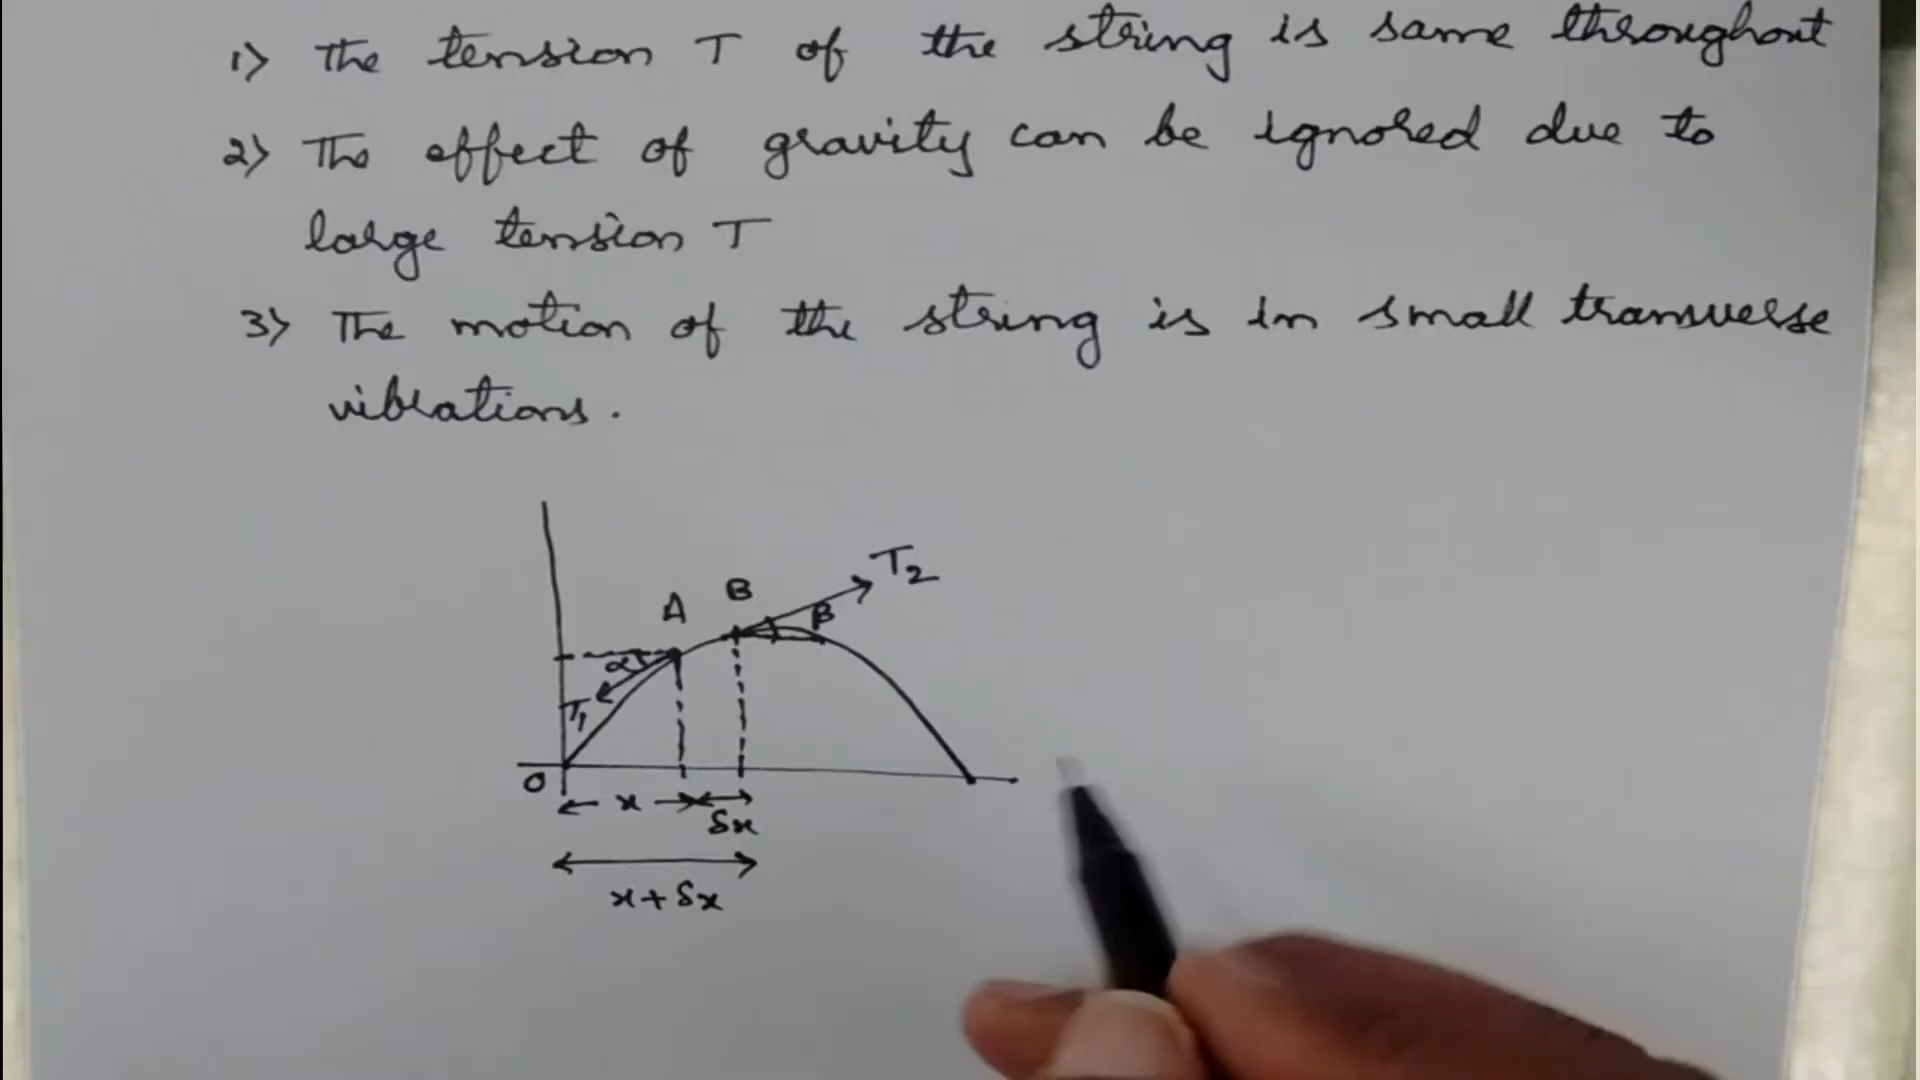 1) The tension T of the string is same throughout
2) The effect of gravity can be ignored due to
large tension T
3) The motion of the string is in small transverse
vibrations.
T2
B
A
β
α
T1
O
x
δx
x + δx